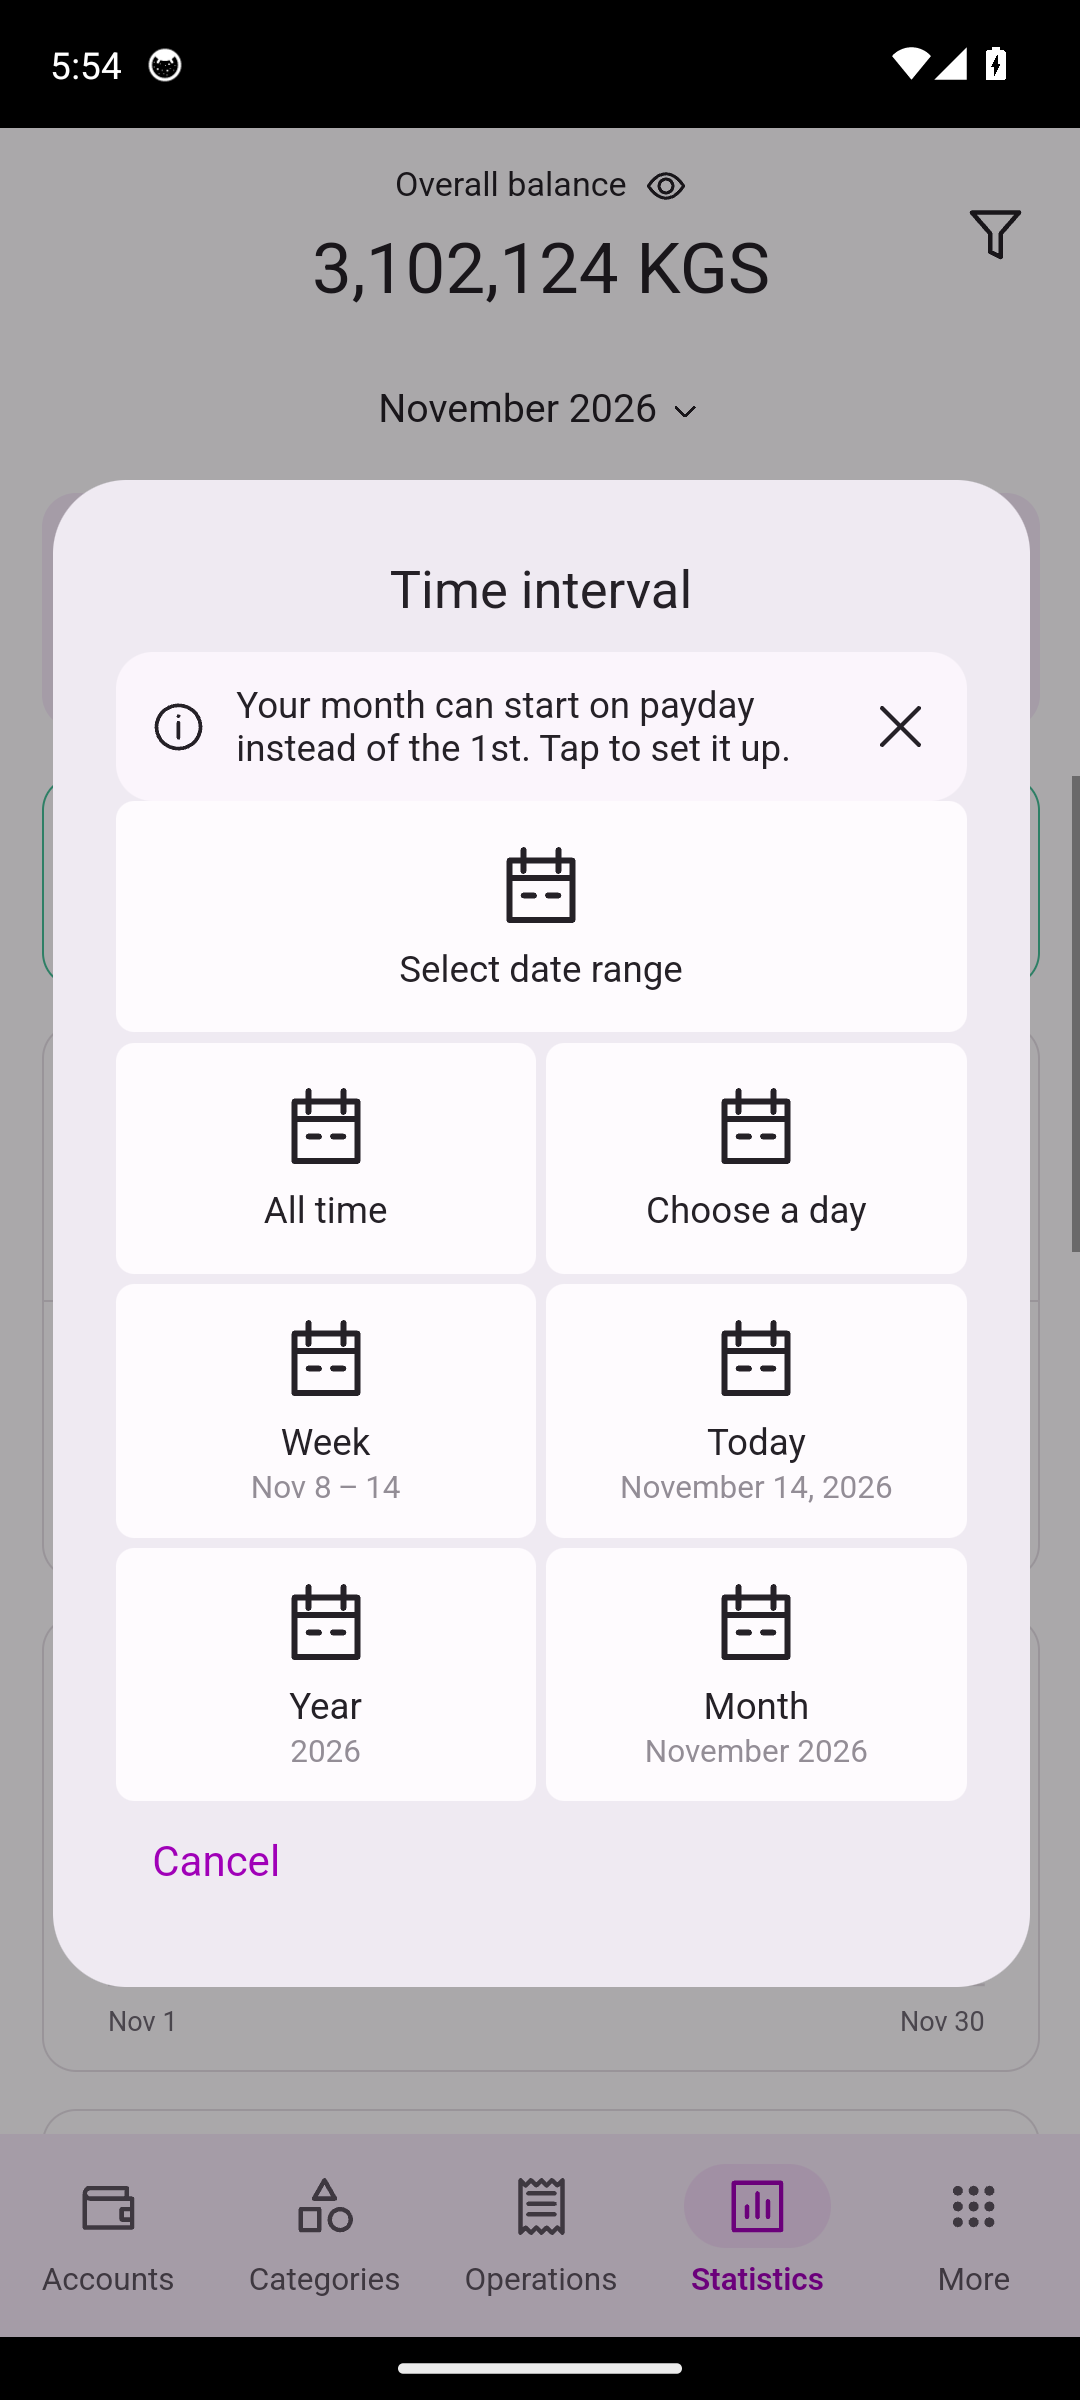 5:54
Overall balance
3,102,124 KGS
November 2026
Time interval
Your month can start on payday
instead of the 1st. Tap to set it up.
Select date range
All time
Choose a day
Week
Nov 8 – 14
Today
November 14, 2026
Year
2026
Month
November 2026
Cancel
Nov 1
Nov 30
Accounts
Categories
Operations
Statistics
More